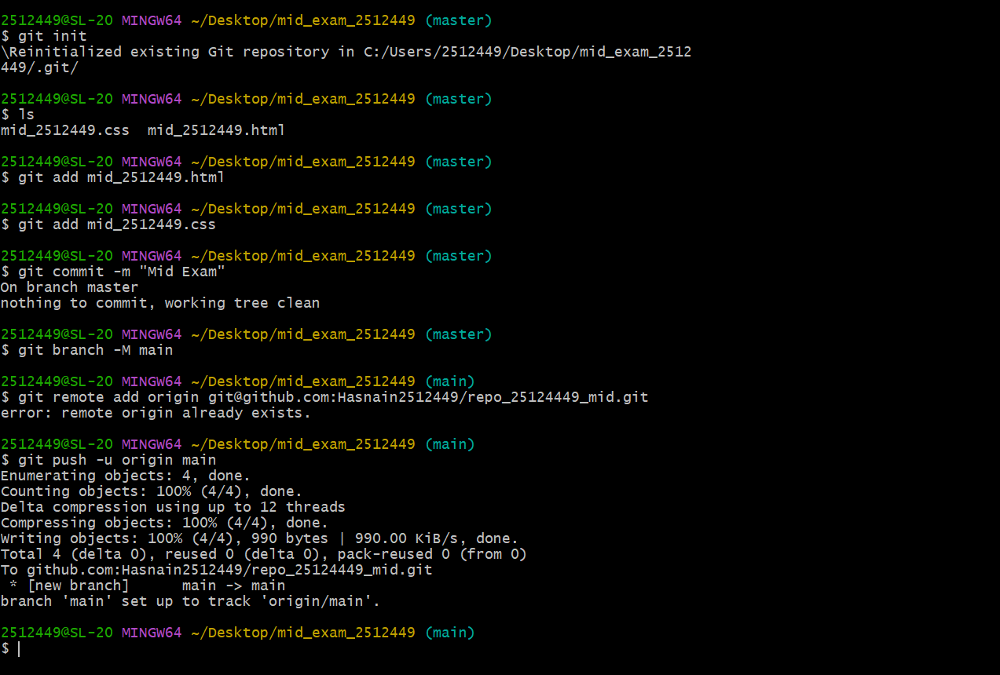 2512449@SL-20 MINGW64 ~/Desktop/mid_exam_2512449 (master)
$ git init
\Reinitialized existing Git repository in C:/Users/2512449/Desktop/mid_exam_2512
449/.git/
2512449@SL-20 MINGW64 ~/Desktop/mid_exam_2512449 (master)
$ ls
mid_2512449.css  mid_2512449.html
2512449@SL-20 MINGW64 ~/Desktop/mid_exam_2512449 (master)
$ git add mid_2512449.html
2512449@SL-20 MINGW64 ~/Desktop/mid_exam_2512449 (master)
$ git add mid_2512449.css
2512449@SL-20 MINGW64 ~/Desktop/mid_exam_2512449 (master)
$ git commit -m "Mid Exam"
On branch master
nothing to commit, working tree clean
2512449@SL-20 MINGW64 ~/Desktop/mid_exam_2512449 (master)
$ git branch -M main
2512449@SL-20 MINGW64 ~/Desktop/mid_exam_2512449 (main)
$ git remote add origin git@github.com:Hasnain2512449/repo_25124449_mid.git
error: remote origin already exists.
2512449@SL-20 MINGW64 ~/Desktop/mid_exam_2512449 (main)
$ git push -u origin main
Enumerating objects: 4, done.
Counting objects: 100% (4/4), done.
Delta compression using up to 12 threads
Compressing objects: 100% (4/4), done.
Writing objects: 100% (4/4), 990 bytes | 990.00 KiB/s, done.
Total 4 (delta 0), reused 0 (delta 0), pack-reused 0 (from 0)
To github.com:Hasnain2512449/repo_25124449_mid.git
 * [new branch]      main -> main
branch 'main' set up to track 'origin/main'.
2512449@SL-20 MINGW64 ~/Desktop/mid_exam_2512449 (main)
$